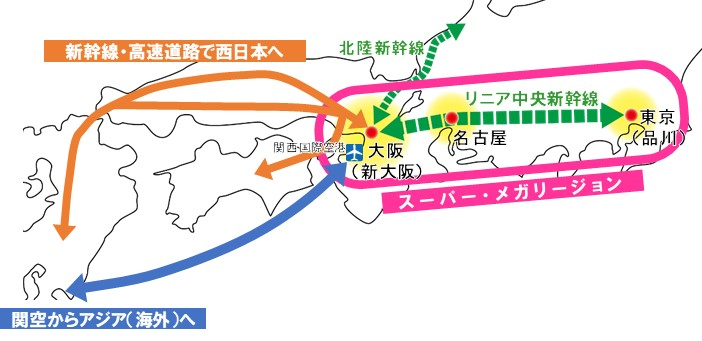 北陸新幹線
新幹線・高速道路で西日本へ
リニア中央新幹線
東京
(品川)
名古屋
関西国際空港
大阪
(新大阪)
スーパー・メガリージョン
関空からアジア(海外)へ